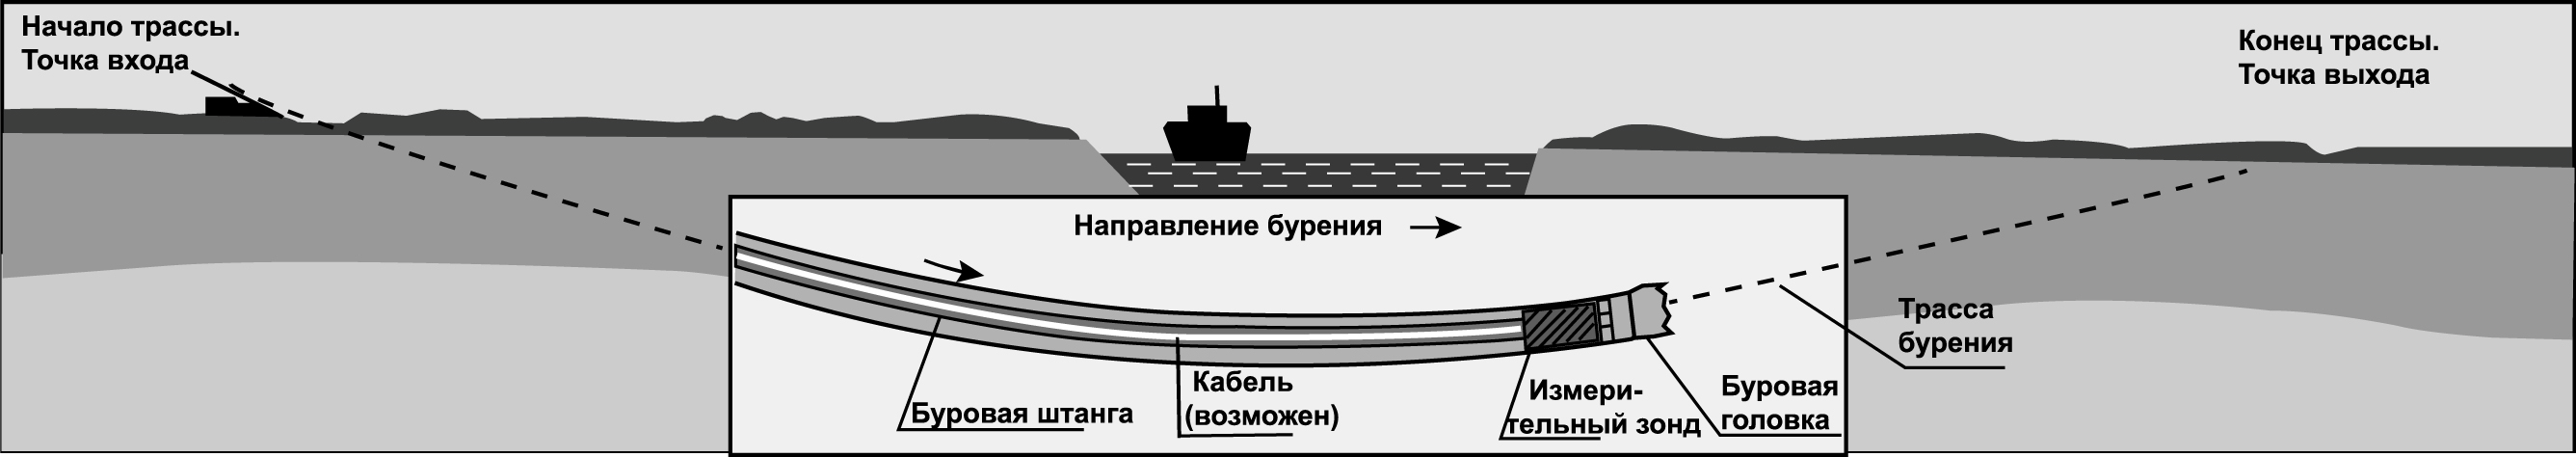 Начало трассы.
Точка входа
Конец трассы.
Точка выхода
Направление бурения
Трасса
бурения
Буровая штанга
Кабель
(возможен)
Измери-
тельный зонд
Буровая
головка